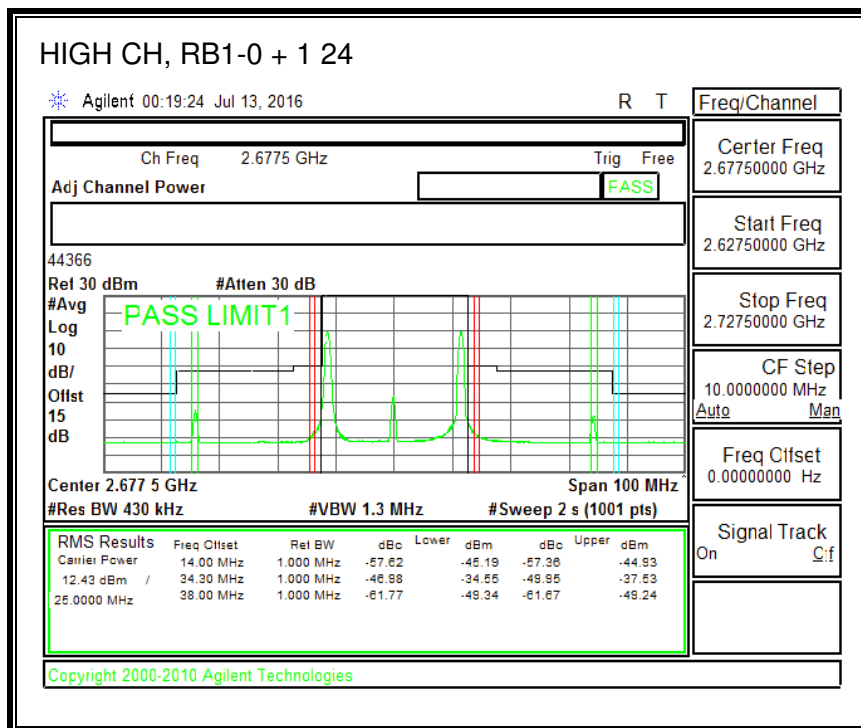 HIGH CH, RB1-0 + 1 24
Agilent 00:19:24 Jul 13, 2016 R T
Freq/Channel
Ch Freq 2.6775 GHz Trig Free
Adj Channel Power PASS
Center Freq
2.67750000 GHz
Start Freq
2.62750000 GHz
44366
Ref 30 dBm #Atten 30 dB
#Avg
Log
10
dB/
Offst
15
dB
PASS LIMIT1
Stop Freq
2.72750000 GHz
CF Step
10.0000000 MHz
Auto Man
Freq Offset
0.00000000 Hz
Center 2.677 5 GHz Span 100 MHz
#Res BW 430 kHz #VBW 1.3 MHz #Sweep 2 s (1001 pts)
Signal Track
On Off
RMS Results Freq Offset Ref BW dBc Lower dBm dBc Upper dBm
Carrier Power 14.00 MHz 1.000 MHz -57.62 -45.19 -57.36 -44.93
12.43 dBm / 34.30 MHz 1.000 MHz -46.98 -34.55 -49.95 -37.53
25.0000 MHz 38.00 MHz 1.000 MHz -61.77 -49.34 -61.67 -49.24
Copyright 2000-2010 Agilent Technologies